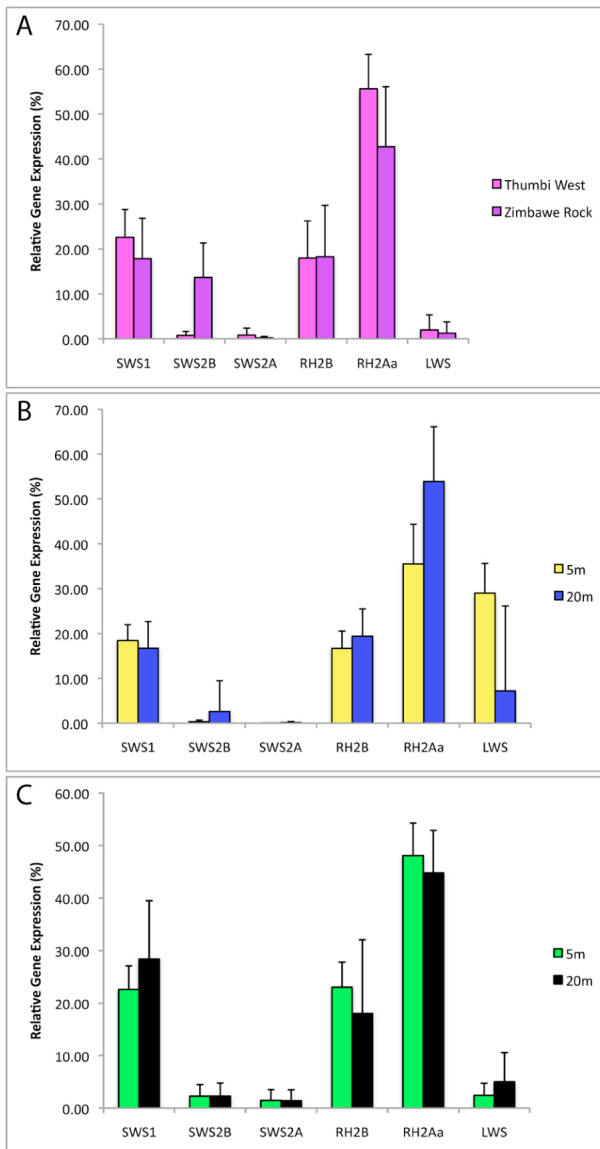 A
Relative Gene Expression (%)
70.00
60.00
50.00
40.00
30.00
20.00
10.00
0.00
SWS1 SWS2B SWS2A RH2B RH2Aa LWS
Thumbi West
Zimbawe Rock
B
Relative Gene Expression (%)
70.00
60.00
50.00
40.00
30.00
20.00
10.00
0.00
SWS1 SWS2B SWS2A RH2B RH2Aa LWS
5m
20m
C
Relative Gene Expression (%)
60.00
50.00
40.00
30.00
20.00
10.00
0.00
SWS1 SWS2B SWS2A RH2B RH2Aa LWS
5m
20m